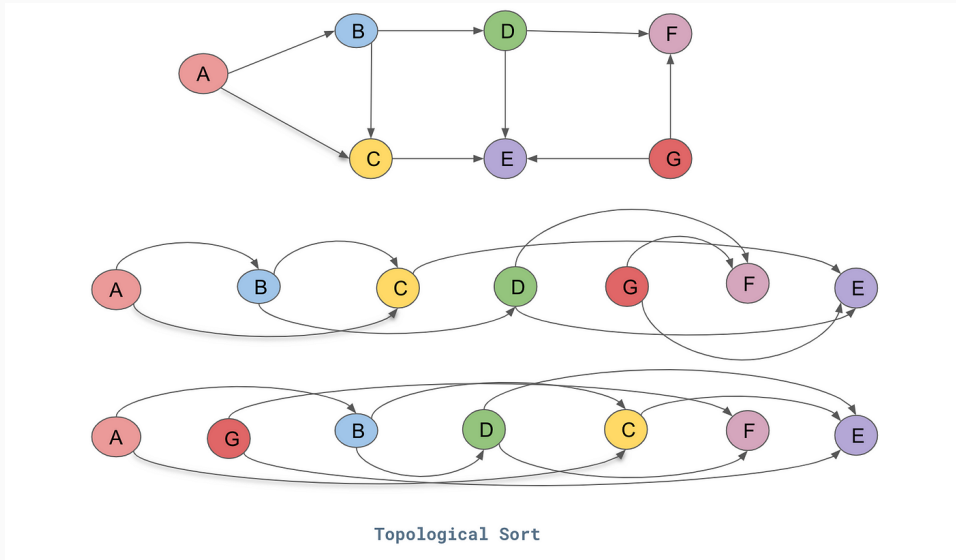 B D F
A
C E G
A B C D G F E
A G B D C F E
Topological Sort